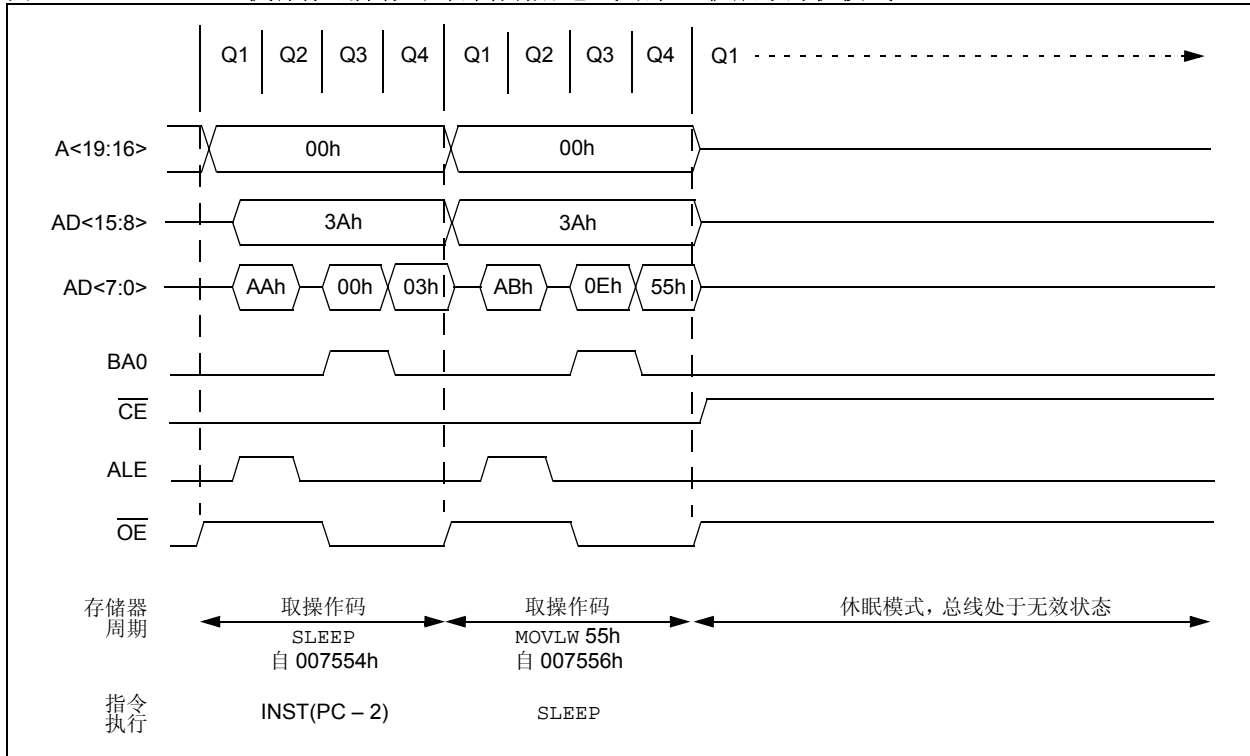 Q1 Q2 Q3 Q4 Q1 Q2 Q3 Q4 Q1
A<19:16> 00h 00h
AD<15:8> 3Ah 3Ah
AD<7:0> AAh 00h 03h ABh 0Eh 55h
BA0
CE
ALE
OE
存储器
周期
取操作码
SLEEP
自 007554h
取操作码
MOVLW 55h
自 007556h
休眠模式，总线处于无效状态
指令
执行
INST(PC – 2)
SLEEP